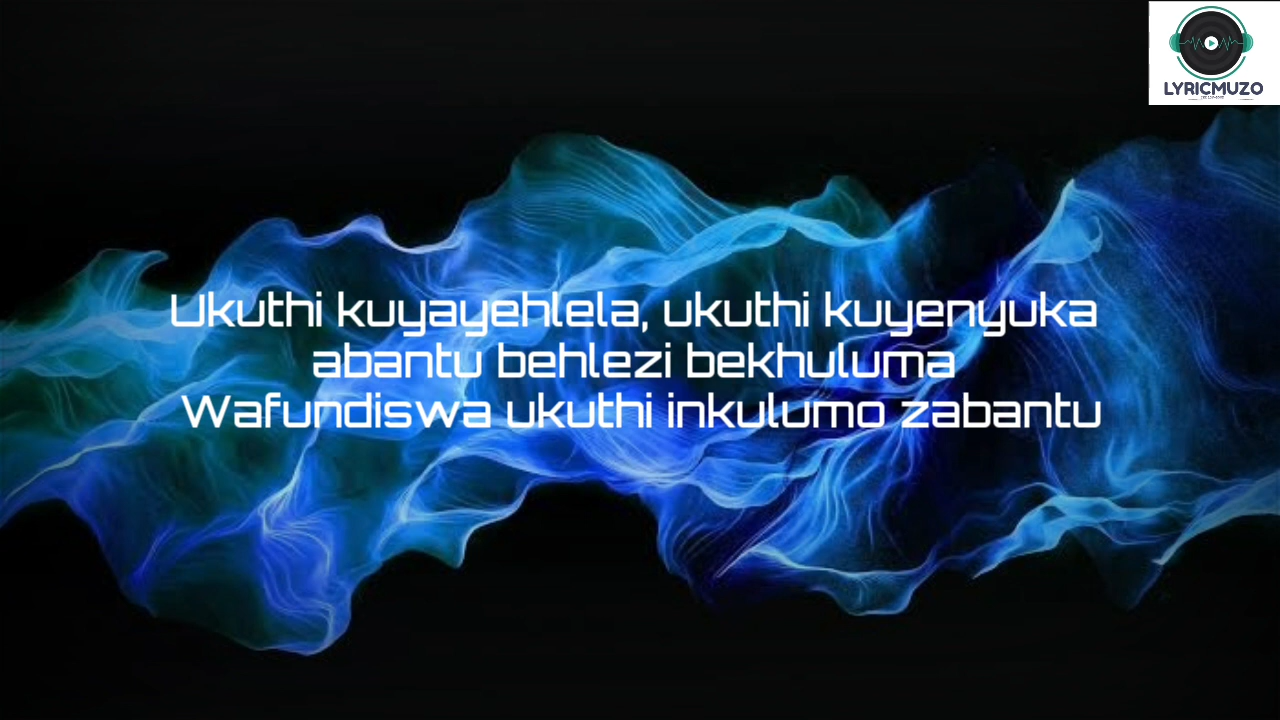 LYRICMUZO
Ukuthi kuyayehlela, ukuthi kuyenyuka
abantu behlezi bekhuluma
Wafundiswa ukuthi inkulumo zabantu